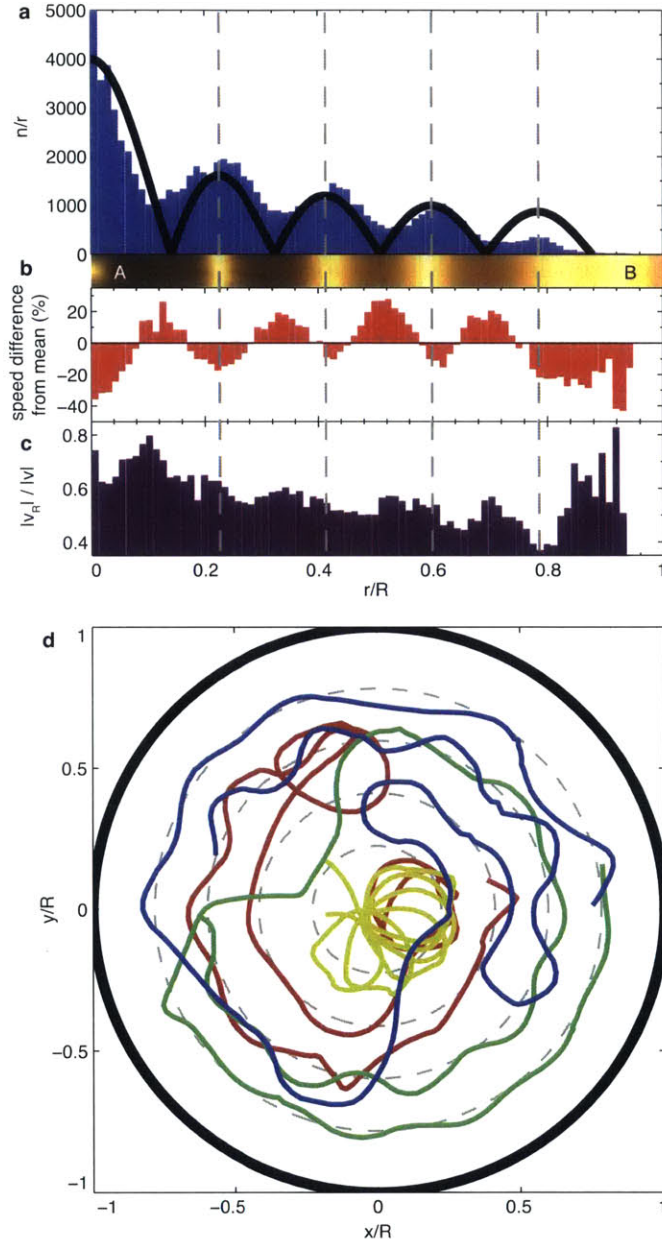 a
5000
4000
3000
2000
1000
0
n/r
A
B
b
20
0
−20
−40
speed difference
from mean (%)
c
0.8
0.6
0.4
|vR| / |v|
0 0.2 0.4 0.6 0.8 1
r/R
d
1
0.5
0
−0.5
−1
y/R
−1 −0.5 0 0.5 1
x/R